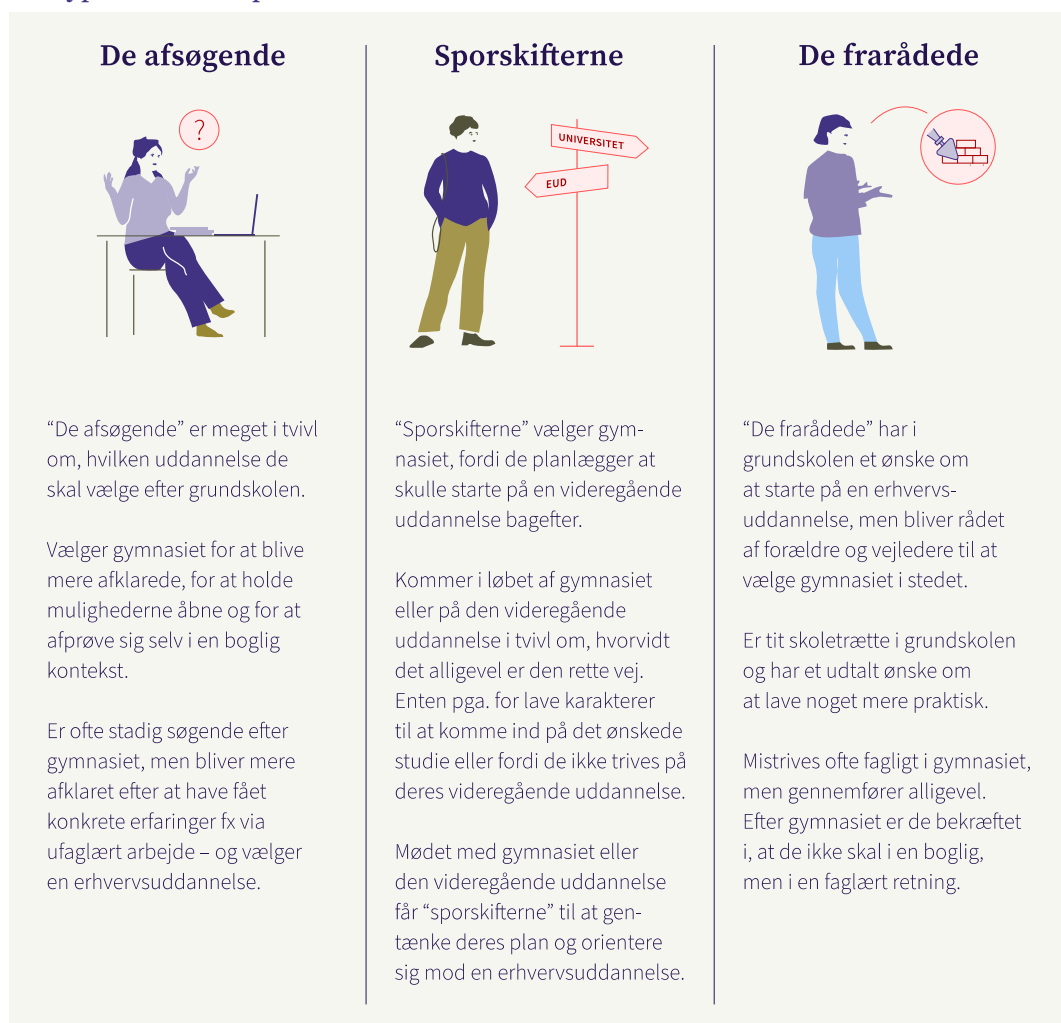 De afsøgende
?
"De afsøgende" er meget i tvivl
om, hvilken uddannelse de
skal vælge efter grundskolen.
Vælger gymnasiet for at blive
mere afklarede, for at holde
mulighederne åbne og for at
afprøve sig selv i en boglig
kontekst.
Er ofte stadig søgende efter
gymnasiet, men bliver mere
afklaret efter at have fået
konkrete erfaringer fx via
ufaglært arbejde – og vælger
en erhvervsuddannelse.
Sporskifterne
UNIVERSITET
EUD
"Sporskifterne" vælger gym-
nasiet, fordi de planlægger at
skulle starte på en videregående
uddannelse bagefter.
Kommer i løbet af gymnasiet
eller på den videregående
uddannelse i tvivl om, hvorvidt
det alligevel er den rette vej.
Enten pga. for lave karakterer
til at komme ind på det ønskede
studie eller fordi de ikke trives på
deres videregående uddannelse.
Mødet med gymnasiet eller
den videregående uddannelse
får "sporskifterne" til at gen-
tænke deres plan og orientere
sig mod en erhvervsuddannelse.
De frarådede
"De frarådede" har i
grundskolen et ønske om
at starte på en erhvervs-
uddannelse, men bliver rådet
af forældre og vejledere til at
vælge gymnasiet i stedet.
Er tit skoletrætte i grundskolen
og har et udtalt ønske om
at lave noget mere praktisk.
Mistrives ofte fagligt i gymnasiet,
men gennemfører alligevel.
Efter gymnasiet er de bekræftet
i, at de ikke skal i en boglig,
men i en faglært retning.